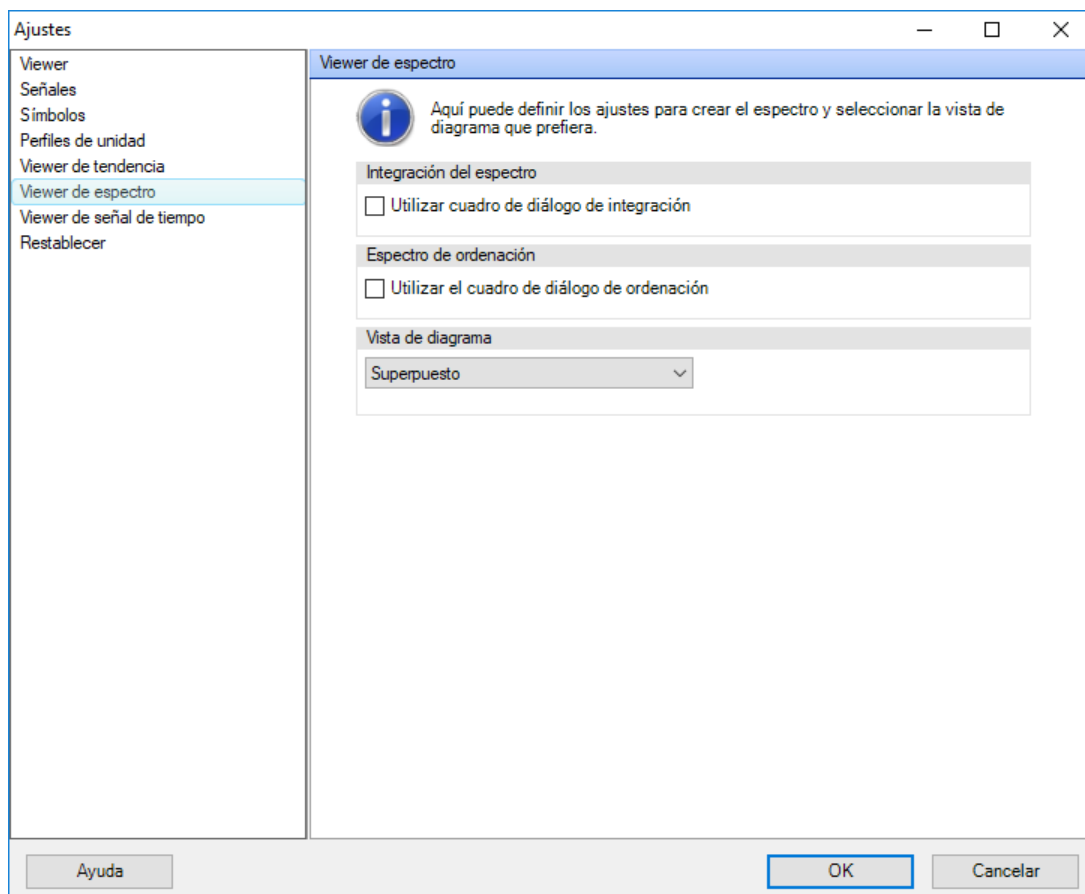 Ajustes
Viewer
Señales
Símbolos
Perfiles de unidad
Viewer de tendencia
Viewer de espectro
Viewer de señal de tiempo
Restablecer
Viewer de espectro
Aquí puede definir los ajustes para crear el espectro y seleccionar la vista de
diagrama que prefiera.
Integración del espectro
Utilizar cuadro de diálogo de integración
Espectro de ordenación
Utilizar el cuadro de diálogo de ordenación
Vista de diagrama
Superpuesto
Ayuda
OK
Cancelar